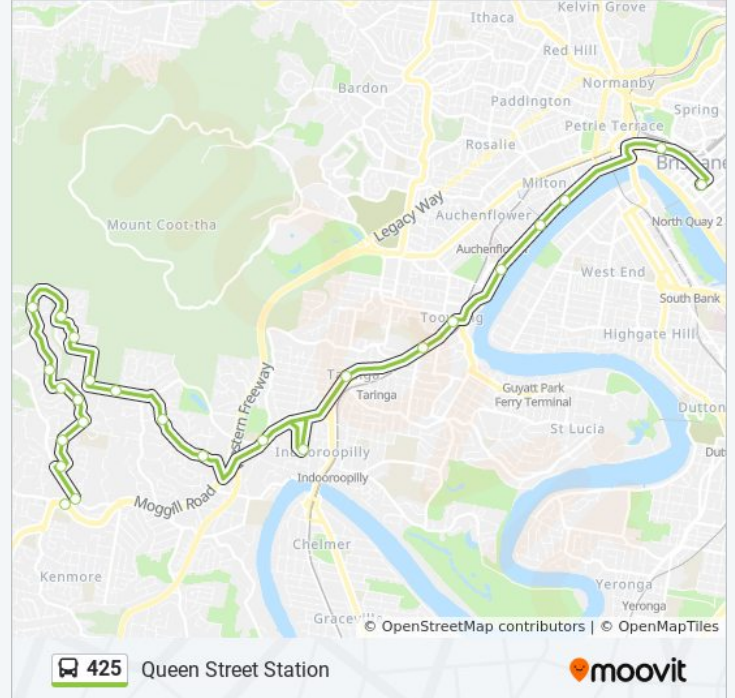 Kelvin Grove
Ithaca
Red Hill
Bardon
Normanby
Paddington
Spring
Petrie Terrace
Rosalie
Brisbane
Milton
Legacy Way
Auchenflower
North Quay 2
Mount Coot-tha
West End
South Bank
Highgate Hill
Taringa
Guyatt Park
Ferry Terminal
Dutton
St Lucia
Indooroopilly
Indooroopilly
Moggill Road
Chelmer
Kenmore
Yeronga
Yeronga
© OpenStreetMap contributors | © OpenMapTiles
425 Queen Street Station
moovit